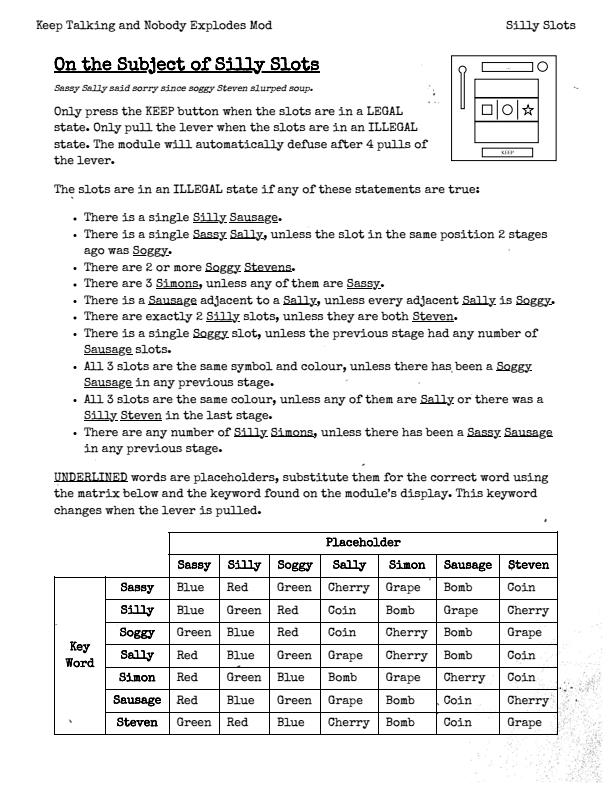 Keep Talking and Nobody Explodes Mod Silly Slots
On the Subject of Silly Slots
Sassy Sally said sorry since soggy Steven slurped soup.
Only press the KEEP button when the slots are in a LEGAL
state. Only pull the lever when the slots are in an ILLEGAL
state. The module will automatically defuse after 4 pulls of
the lever.
KEEP
The slots are in an ILLEGAL state if any of these statements are true:
• There is a single Silly Sausage.
• There is a single Sassy Sally, unless the slot in the same position 2 stages
ago was Soggy.
• There are 2 or more Soggy Stevens.
• There are 3 Simons, unless any of them are Sassy.
• There is a Sausage adjacent to a Sally, unless every adjacent Sally is Soggy.
• There are exactly 2 Silly slots, unless they are both Steven.
• There is a single Soggy slot, unless the previous stage had any number of
Sausage slots.
• All 3 slots are the same symbol and colour, unless there has been a Soggy
Sausage in any previous stage.
• All 3 slots are the same colour, unless any of them are Sally or there was a
Silly Steven in the last stage.
• There are any number of Silly Simons, unless there has been a Sassy Sausage
in any previous stage.
UNDERLINED words are placeholders, substitute them for the correct word using
the matrix below and the keyword found on the module's display. This keyword
changes when the lever is pulled.
Placeholder
Sassy Silly Soggy Sally Simon Sausage Steven
Key
Word
Sassy Blue Red Green Cherry Grape Bomb Coin
Silly Blue Green Red Coin Bomb Grape Cherry
Soggy Green Blue Red Coin Cherry Bomb Grape
Sally Red Blue Green Grape Cherry Bomb Coin
Simon Red Green Blue Bomb Grape Cherry Coin
Sausage Red Blue Green Grape Bomb Coin Cherry
Steven Green Red Blue Cherry Bomb Coin Grape